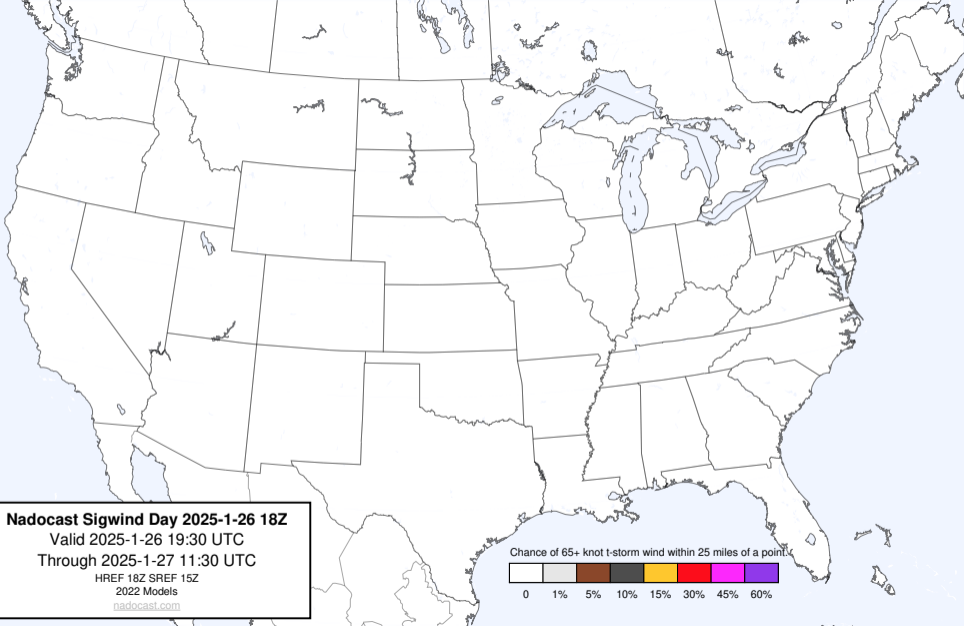 Nadocast Sigwind Day 2025-1-26 18Z
Valid 2025-1-26 19:30 UTC
Through 2025-1-27 11:30 UTC
HREF 18Z SREF 15Z
2022 Models
nadocast.com
Chance of 65+ knot t-storm wind within 25 miles of a point.
0 1% 5% 10% 15% 30% 45% 60%